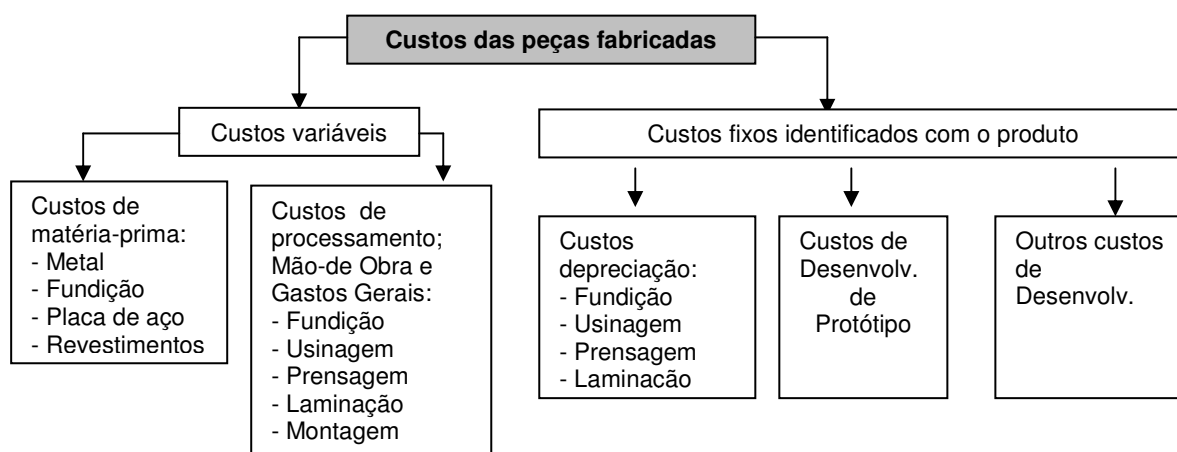 Custos das peças fabricadas
Custos variáveis
Custos fixos identificados com o produto
Custos de
matéria-prima:
- Metal
- Fundição
- Placa de aço
- Revestimentos
Custos de
processamento;
Mão-de Obra e
Gastos Gerais:
- Fundição
- Usinagem
- Prensagem
- Laminação
- Montagem
Custos
depreciação:
- Fundição
- Usinagem
- Prensagem
- Laminacão
Custos de
Desenvolv.
de
Protótipo
Outros custos
de
Desenvolv.